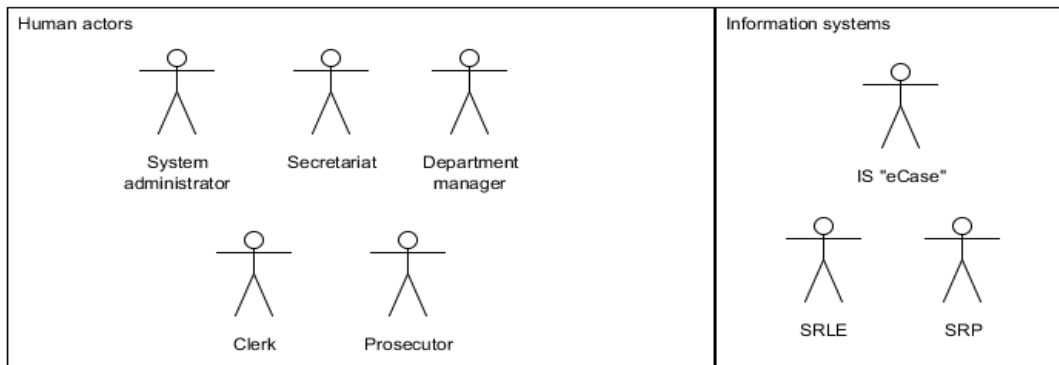 Human actors
Information systems
System
administrator
Secretariat
Department
manager
IS "eCase"
Clerk
Prosecutor
SRLE
SRP